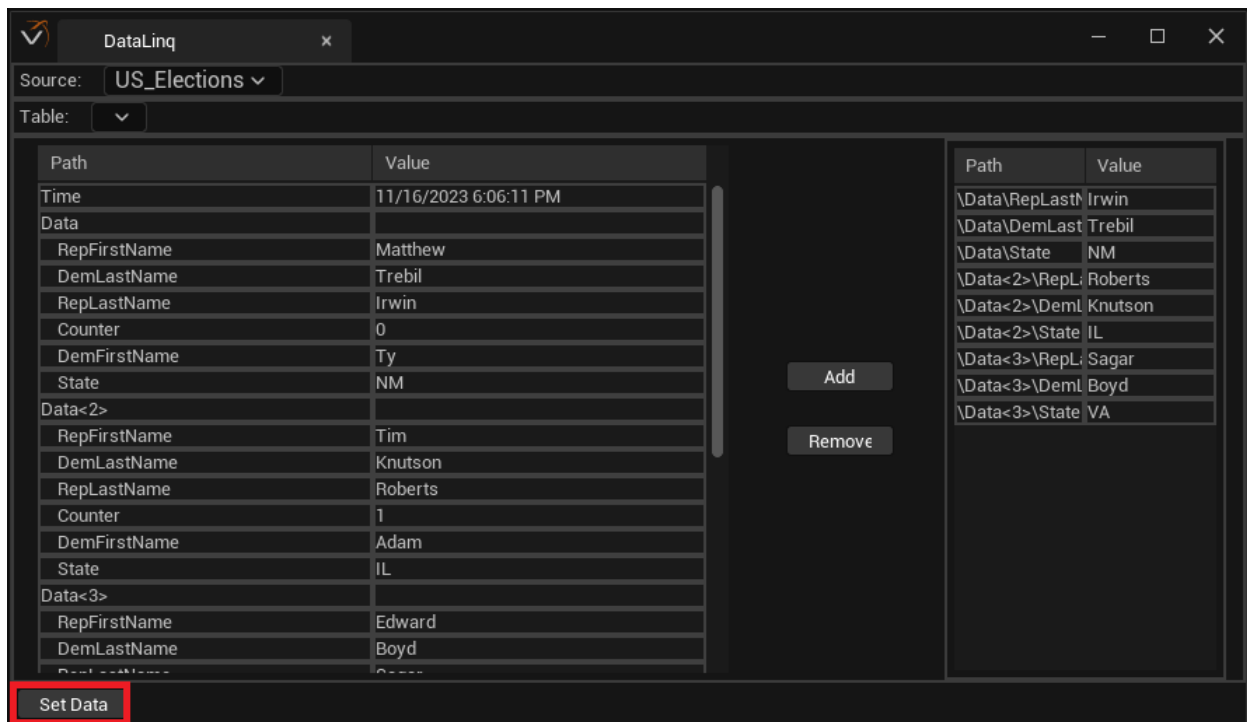 DataLinq
Source: US_Elections
Table:
Path Value
Time 11/16/2023 6:06:11 PM
Data
RepFirstName Matthew
DemLastName Trebil
RepLastName Irwin
Counter 0
DemFirstName Ty
State NM
Data<2>
RepFirstName Tim
DemLastName Knutson
RepLastName Roberts
Counter 1
DemFirstName Adam
State IL
Data<3>
RepFirstName Edward
DemLastName Boyd
Add
Remove
Path Value
\Data\RepLastN Irwin
\Data\DemLast Trebil
\Data\State NM
\Data<2>\RepLa Roberts
\Data<2>\DemL Knutson
\Data<2>\State IL
\Data<3>\RepLa Sagar
\Data<3>\DemL Boyd
\Data<3>\State VA
Set Data